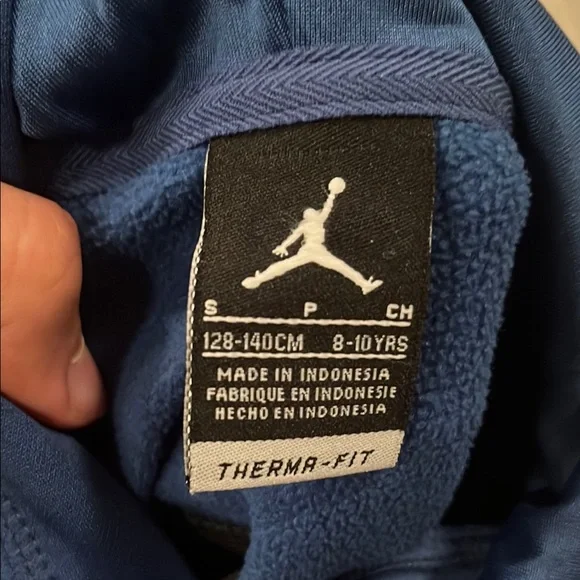 S P CH
128-140CM 8-10YRS
MADE IN INDONESIA
FABRIQUE EN INDONESIE
HECHO EN INDONESIA
THERMA-FIT